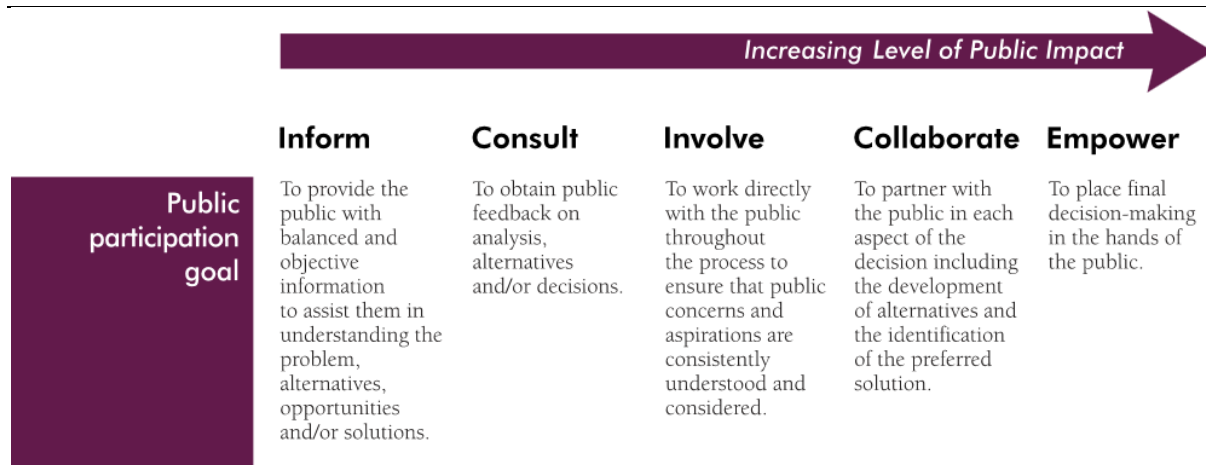 Increasing Level of Public Impact
Inform
Consult
Involve
Collaborate
Empower
Public
participation
goal
To provide the
public with
balanced and
objective
information
to assist them in
understanding the
problem,
alternatives,
opportunities
and/or solutions.
To obtain public
feedback on
analysis,
alternatives
and/or decisions.
To work directly
with the public
throughout
the process to
ensure that public
concerns and
aspirations are
consistently
understood and
considered.
To partner with
the public in each
aspect of the
decision including
the development
of alternatives and
the identification
of the preferred
solution.
To place final
decision-making
in the hands of
the public.